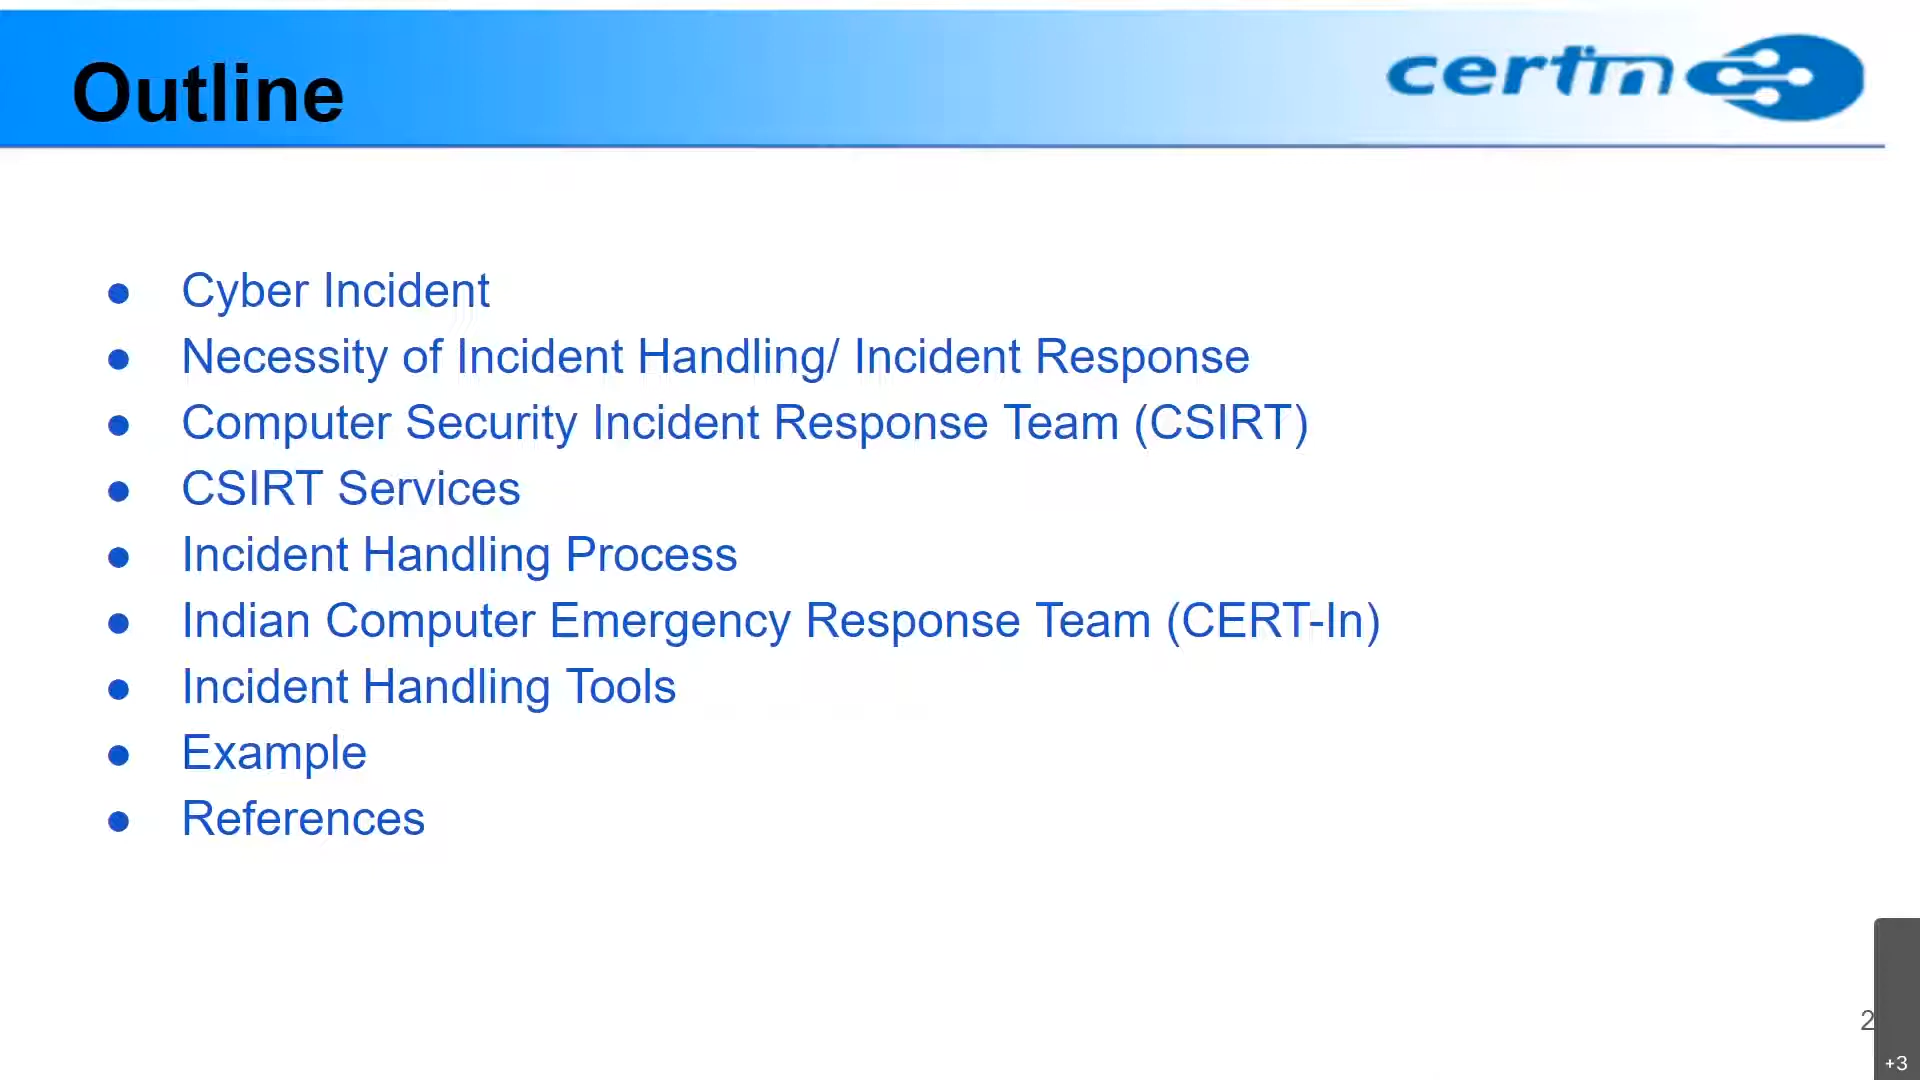 Outline
certin
● Cyber Incident
● Necessity of Incident Handling/ Incident Response
● Computer Security Incident Response Team (CSIRT)
● CSIRT Services
● Incident Handling Process
● Indian Computer Emergency Response Team (CERT-In)
● Incident Handling Tools
● Example
● References
2
+3